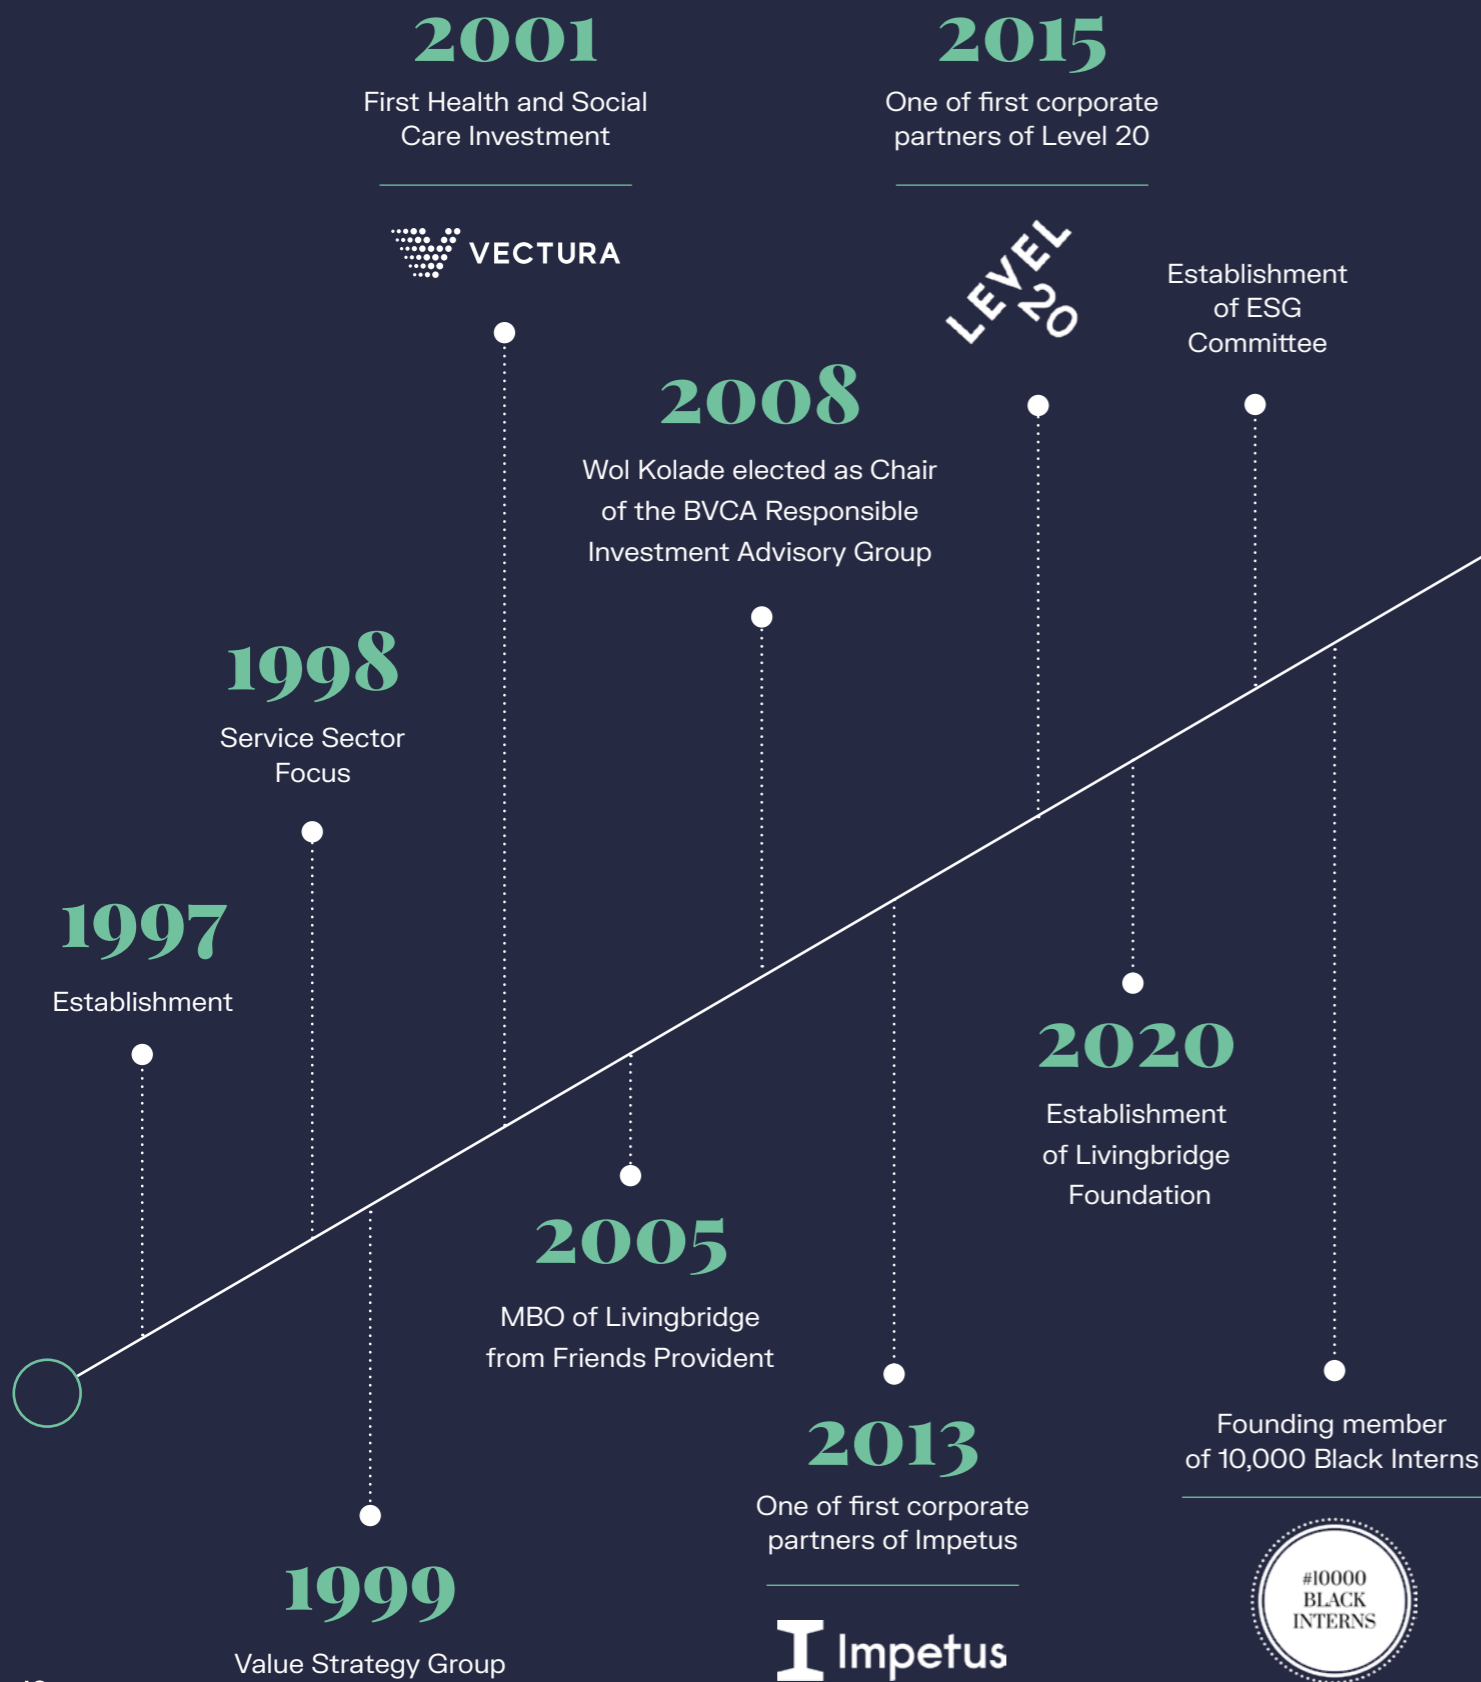 2001
First Health and Social
Care Investment
VECTURA
2015
One of first corporate
partners of Level 20
LEVEL
20
Establishment
of ESG
Committee
2008
Wol Kolade elected as Chair
of the BVCA Responsible
Investment Advisory Group
1998
Service Sector
Focus
1997
Establishment
2020
Establishment
of Livingbridge
Foundation
2005
MBO of Livingbridge
from Friends Provident
2013
One of first corporate
partners of Impetus
Impetus
Founding member
of 10,000 Black Interns
#10000
BLACK
INTERNS
1999
Value Strategy Group